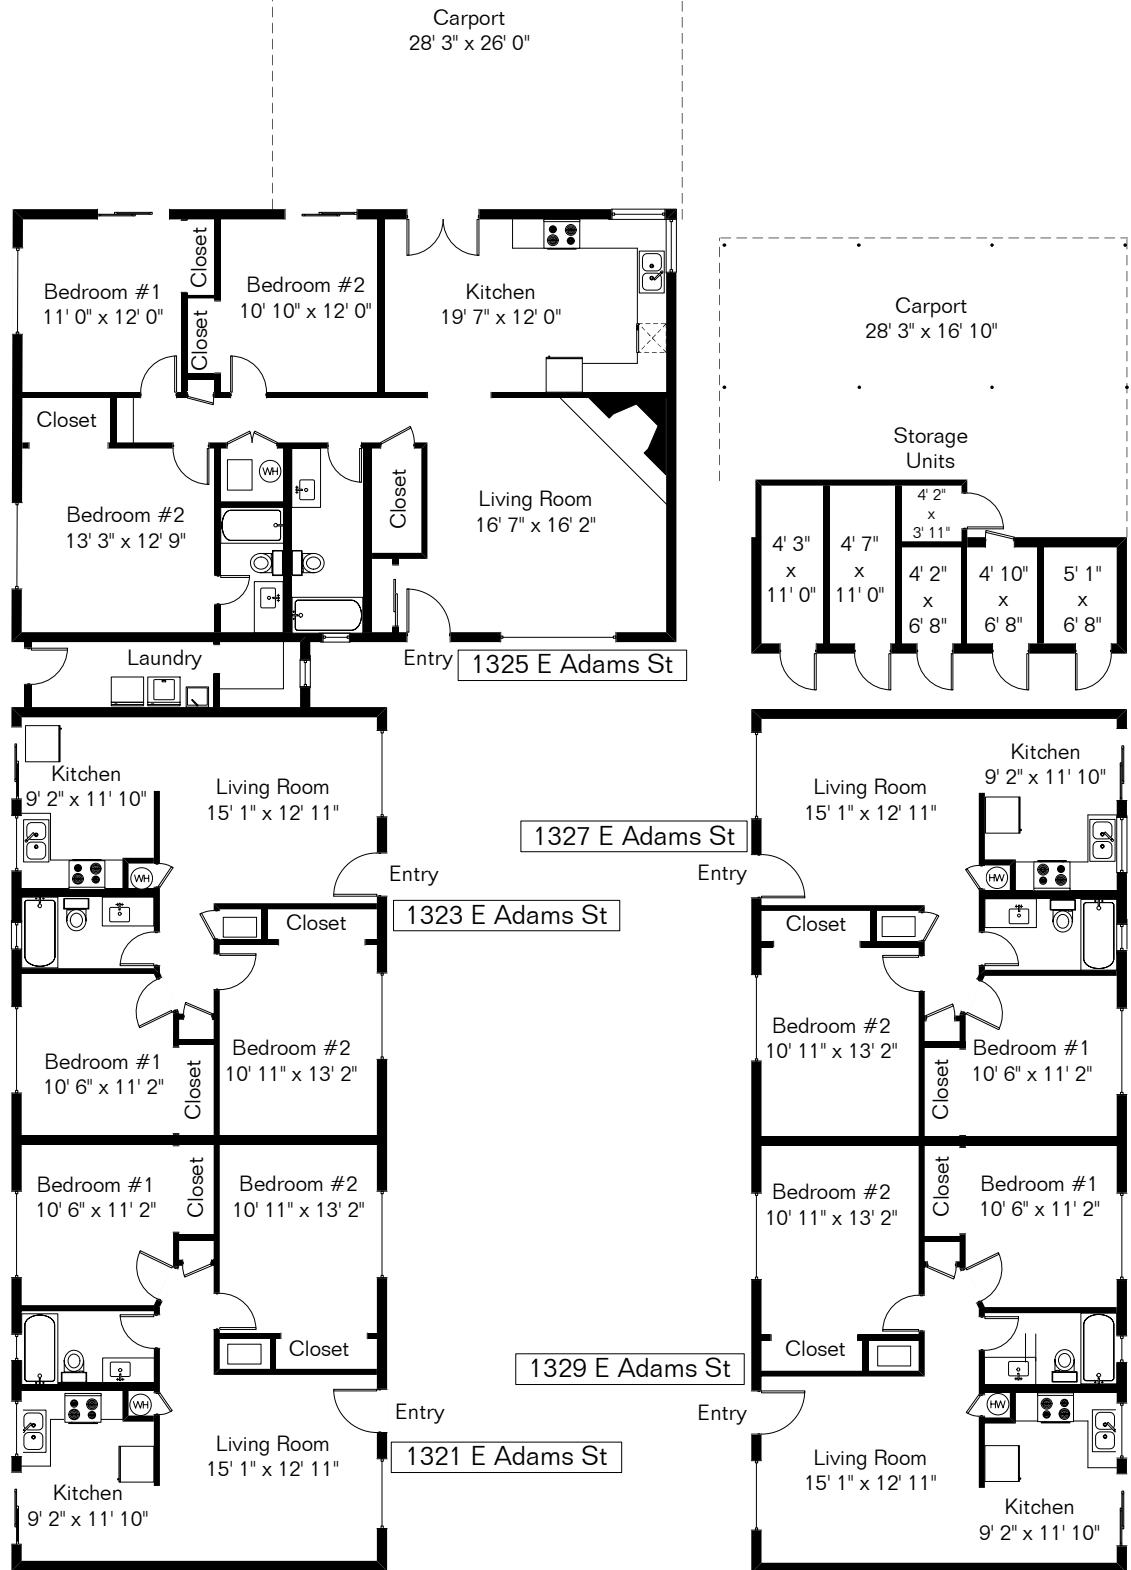 Carport
28' 3" x 26' 0"
Closet
Bedroom #1
11' 0" x 12' 0"
Bedroom #2
10' 10" x 12' 0"
Kitchen
19' 7" x 12' 0"
Closet
Carport
28' 3" x 16' 10"
Closet
Storage
Units
WH
Closet
Living Room
16' 7" x 16' 2"
Bedroom #2
13' 3" x 12' 9"
4' 2"
x
3' 11"
4' 3"
x
11' 0"
4' 7"
x
11' 0"
4' 2"
x
6' 8"
4' 10"
x
6' 8"
5' 1"
x
6' 8"
Laundry
Entry
1325 E Adams St
Kitchen
9' 2" x 11' 10"
Living Room
15' 1" x 12' 11"
WH
Entry
1323 E Adams St
Closet
Bedroom #1
10' 6" x 11' 2"
Bedroom #2
10' 11" x 13' 2"
Closet
Kitchen
9' 2" x 11' 10"
Living Room
15' 1" x 12' 11"
1327 E Adams St
Entry
HW
Closet
Bedroom #2
10' 11" x 13' 2"
Bedroom #1
10' 6" x 11' 2"
Closet
Bedroom #1
10' 6" x 11' 2"
Closet
Bedroom #2
10' 11" x 13' 2"
Closet
WH
Entry
Living Room
15' 1" x 12' 11"
1321 E Adams St
Kitchen
9' 2" x 11' 10"
Bedroom #2
10' 11" x 13' 2"
Closet
Bedroom #1
10' 6" x 11' 2"
Closet
1329 E Adams St
Entry
HW
Living Room
15' 1" x 12' 11"
Kitchen
9' 2" x 11' 10"